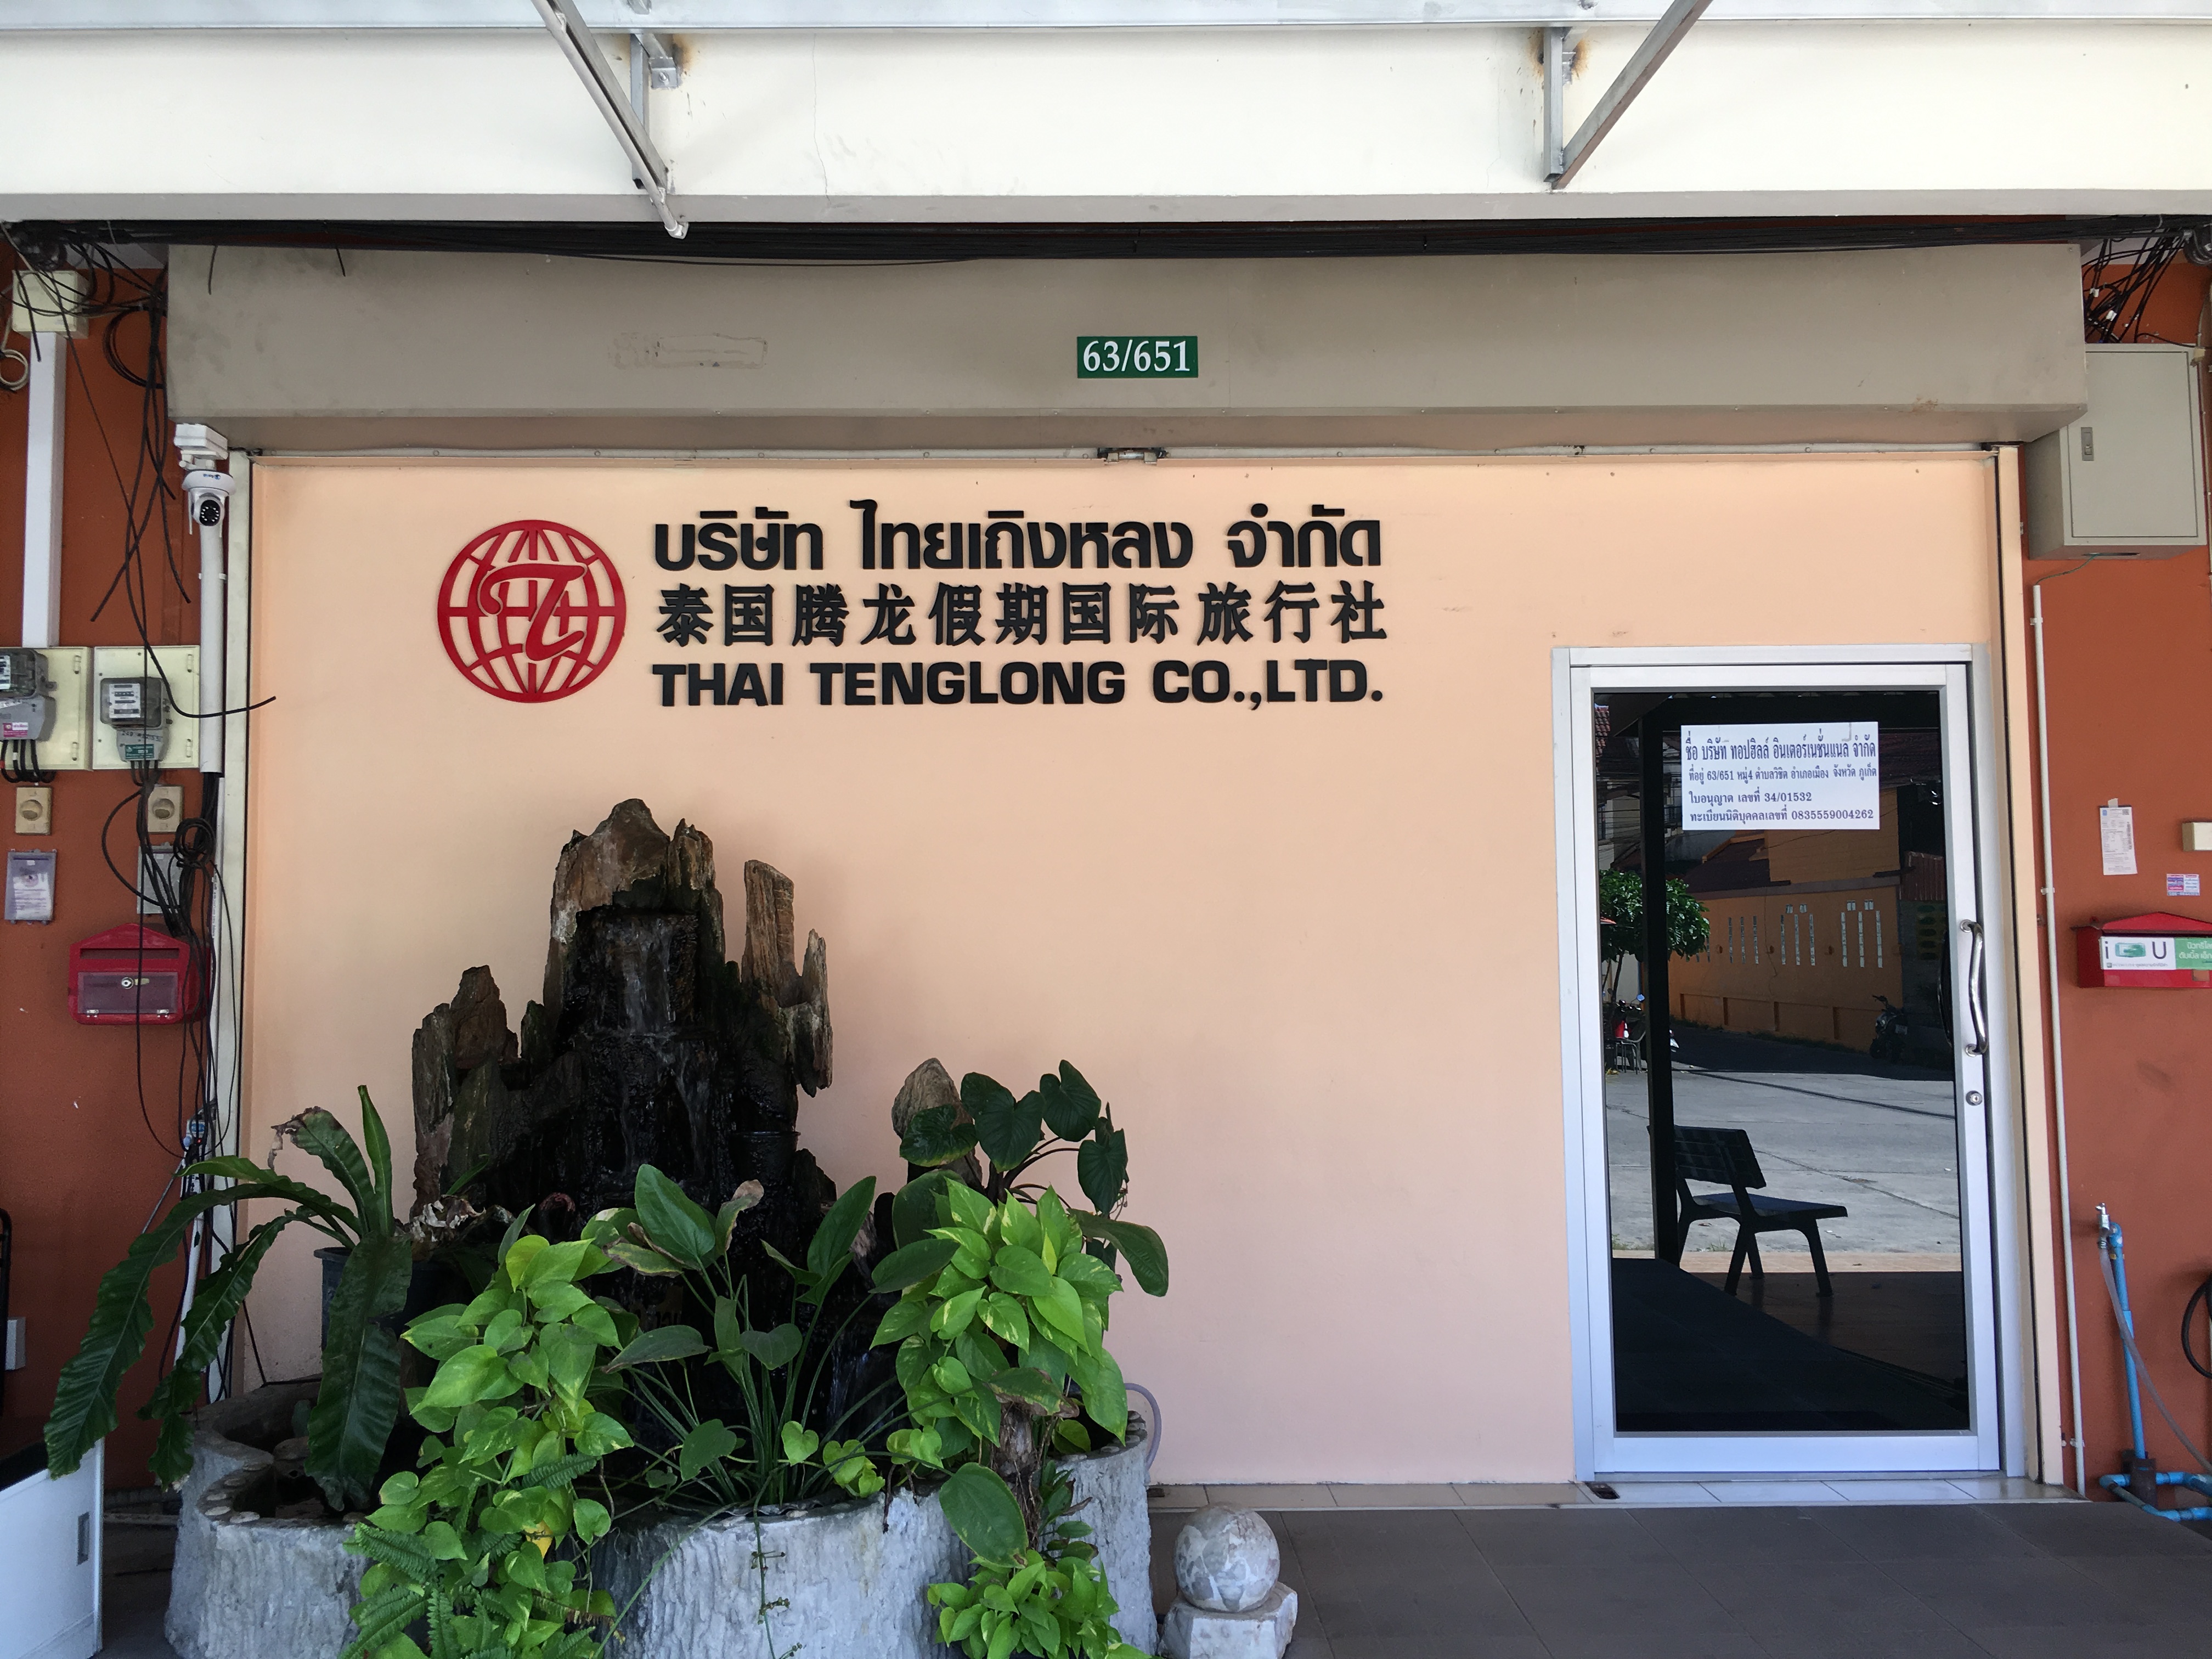 63/651
บริษัท ไทยเถิงหลง จำกัด
泰国腾龙假期国际旅行社
THAI TENGLONG CO.,LTD.
ชื่อ บริษัท ทอปฮิลล์ อินเตอร์เนชั่นแนล จำกัด
ที่อยู่ 63/651 หมู่4 ตำบลวิชิต อำเภอเมือง จังหวัด ภูเก็ต
ใบอนุญาต เลขที่ 34/01532
ทะเบียนนิติบุคคลเลขที่ 0835559004262
i U